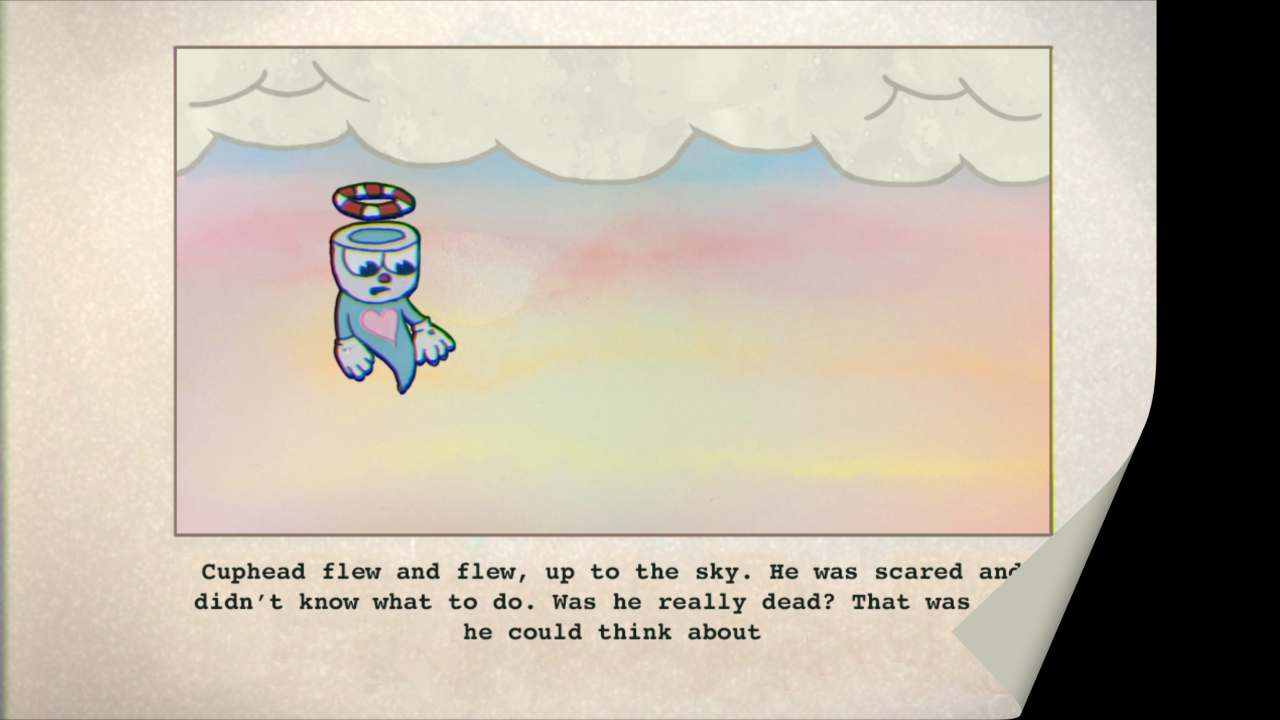 Cuphead flew and flew, up to the sky. He was scared and
didn’t know what to do. Was he really dead? That was
he could think about